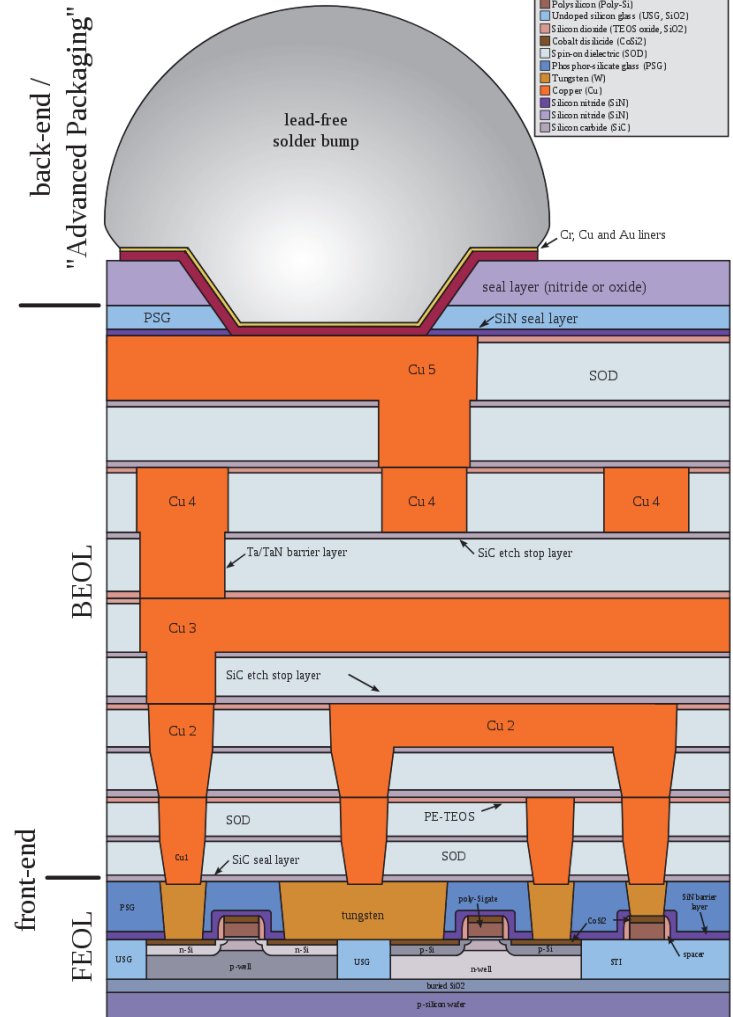 Polysilicon (Poly-Si)
Undoped silicon glass (USG, SiO2)
Silicon dioxide (TEOS oxide, SiO2)
Cobalt disilicide (CoSi2)
Spin-on dielectric (SOD)
Phosphor-silicate glass (PSG)
Tungsten (W)
Copper (Cu)
Silicon nitride (SiN)
Silicon nitride (SiN)
Silicon carbide (SiC)
back-end /
"Advanced Packaging"
lead-free
solder bump
Cr, Cu and Au liners
seal layer (nitride or oxide)
PSG
SiN seal layer
Cu 5
SOD
Cu 4
Cu 4
Cu 4
Ta/TaN barrier layer
SiC etch stop layer
BEOL
Cu 3
SiC etch stop layer
Cu 2
Cu 2
PE-TEOS
SOD
Cu1
SiC seal layer
SOD
front-end
FEOL
PSG
tungsten
poly-Si gate
CoSi2
SiN barrier
layer
spacer
USG
n-Si
n-Si
p-well
USG
p-Si
p-Si
n-well
STI
buried SiO2
p-silicon wafer